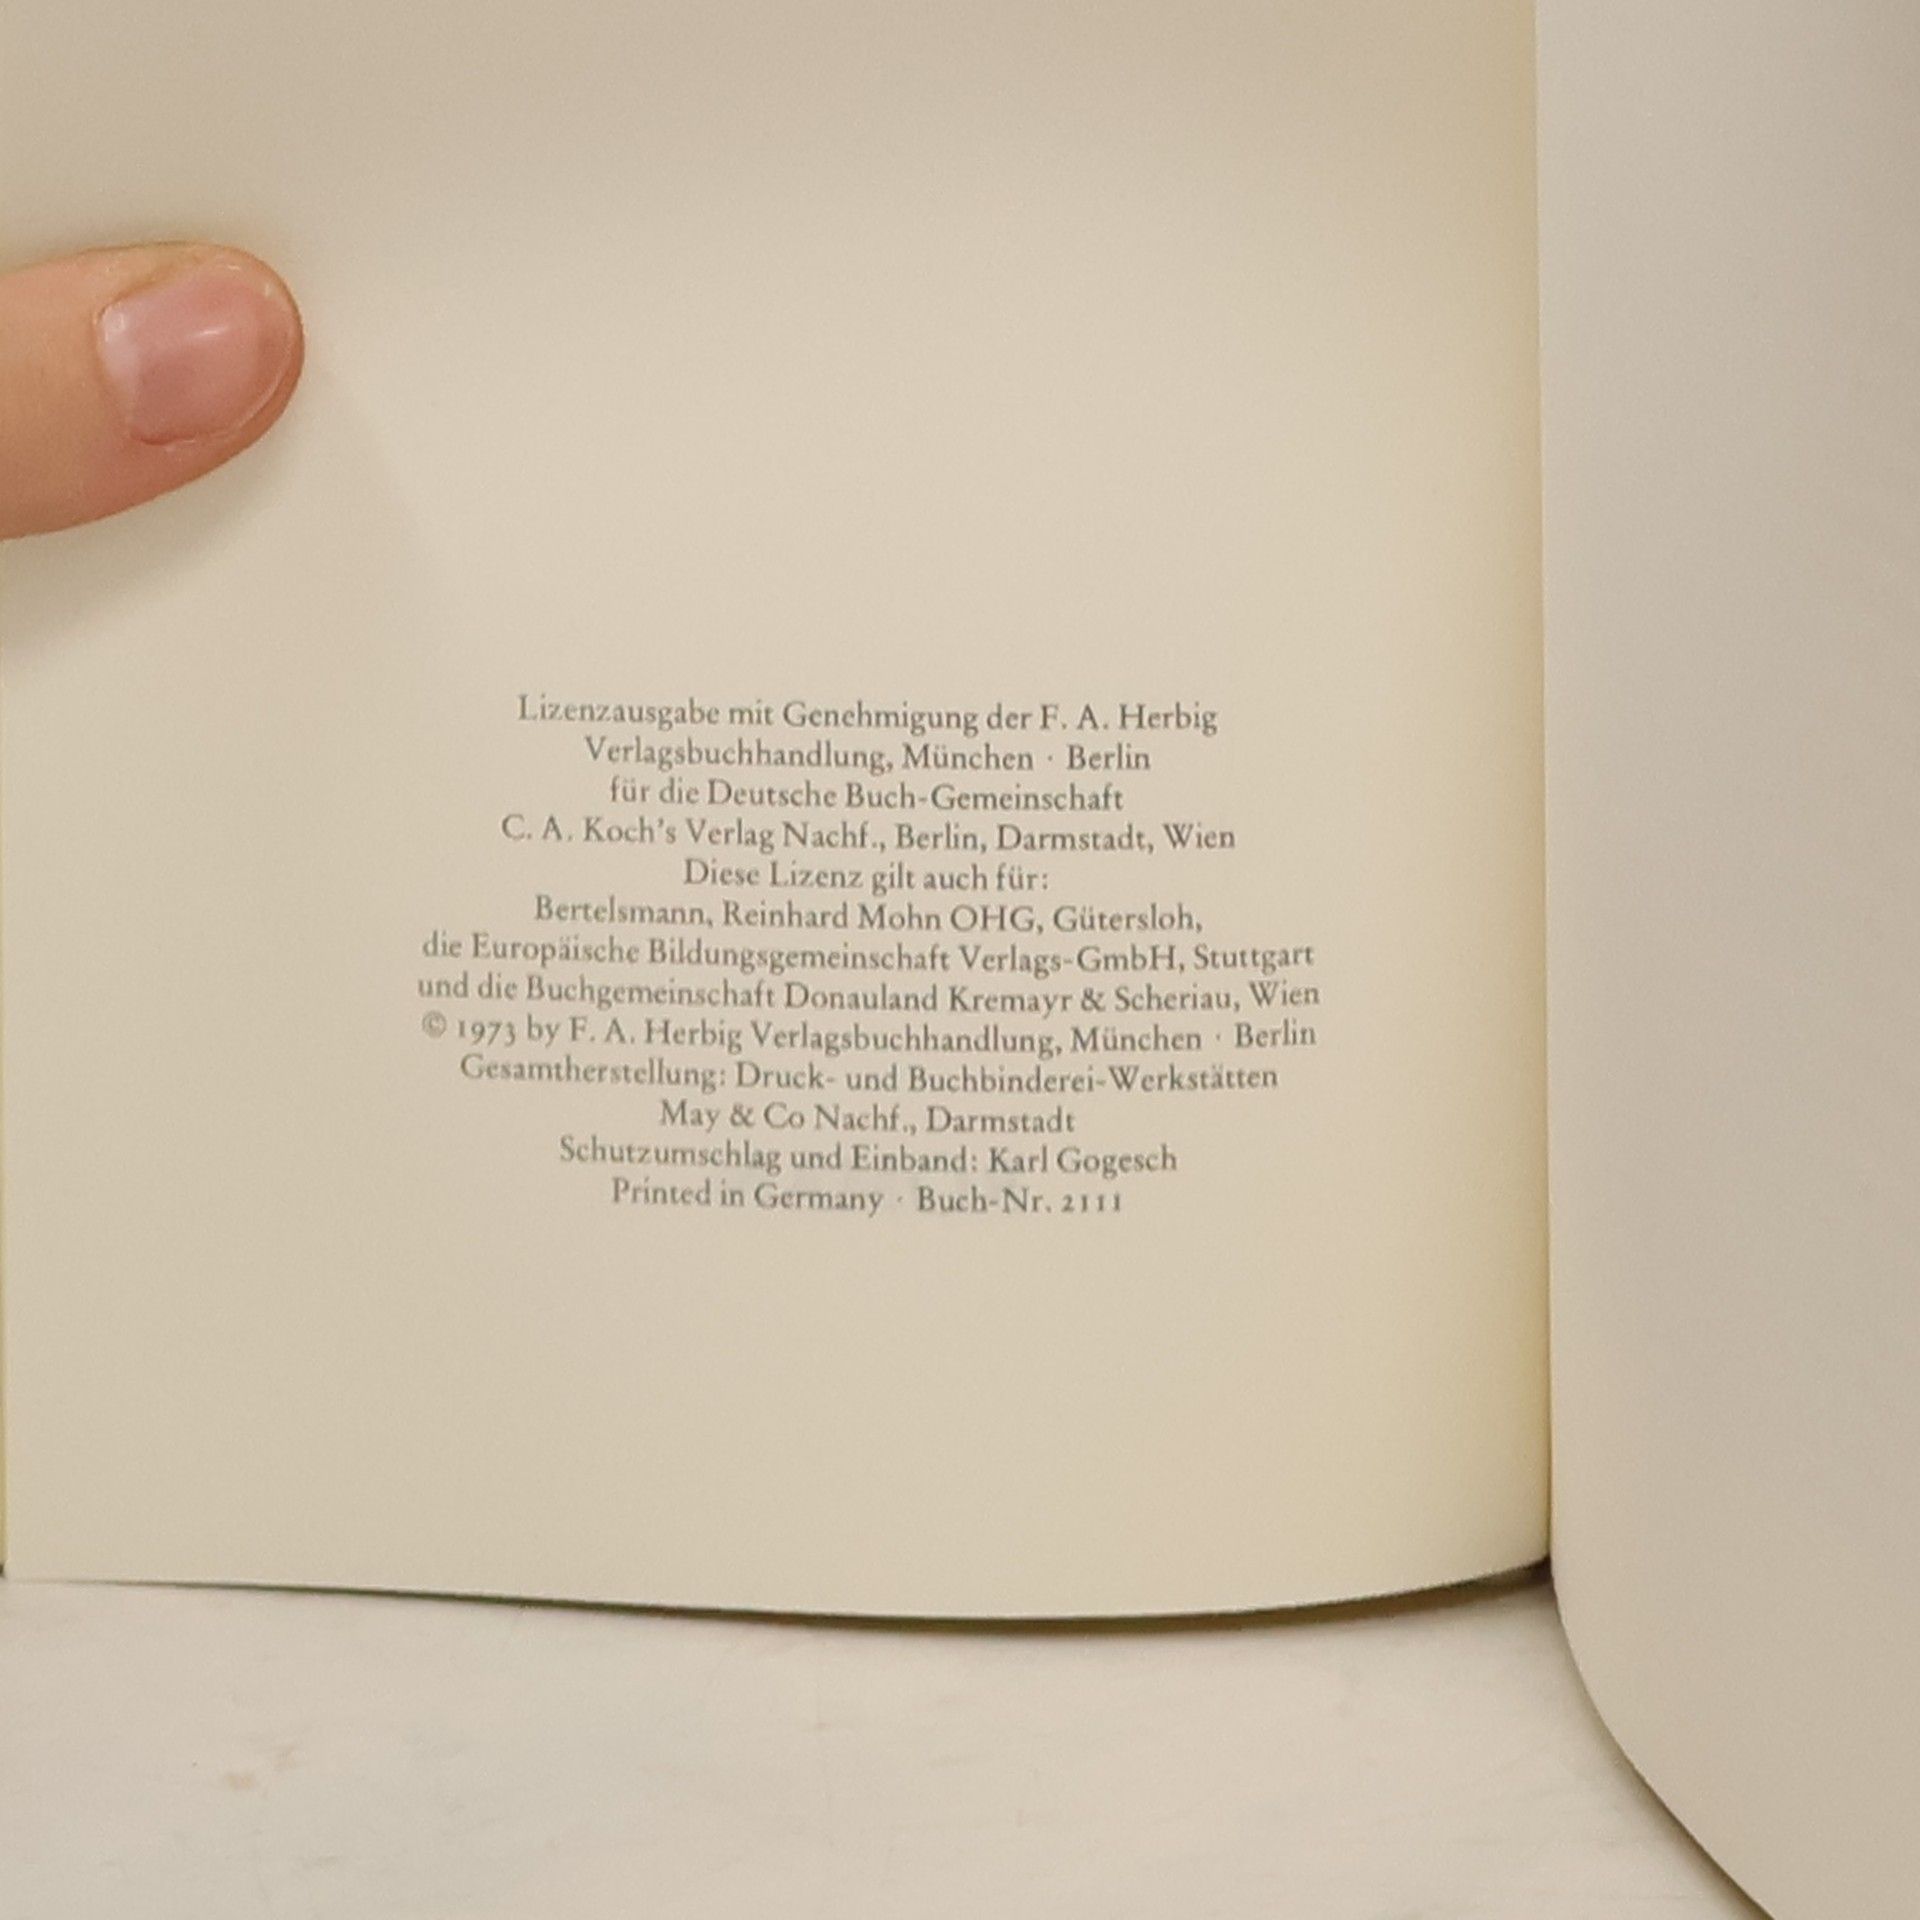 Lizenzausgabe mit Genehmigung der F. A. Herbig
Verlagsbuchhandlung, München · Berlin
für die Deutsche Buch-Gemeinschaft
C. A. Koch's Verlag Nachf., Berlin, Darmstadt, Wien
Diese Lizenz gilt auch für:
Bertelsmann, Reinhard Mohn OHG, Gütersloh,
die Europäische Bildungsgemeinschaft Verlags-GmbH, Stuttgart
und die Buchgemeinschaft Donauland Kremayr & Scheriau, Wien
© 1973 by F. A. Herbig Verlagsbuchhandlung, München · Berlin
Gesamtherstellung: Druck- und Buchbinderei-Werkstätten
May & Co Nachf., Darmstadt
Schutzumschlag und Einband: Karl Gogesch
Printed in Germany · Buch-Nr. 2111